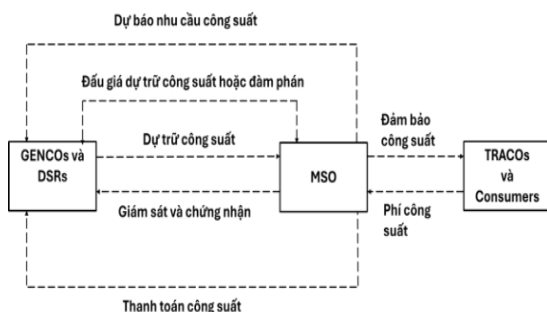 Dự báo nhu cầu công suất
Đấu giá dự trữ công suất hoặc đàm phán
GENCOs và
DSRs
Dự trữ công suất
Giám sát và chứng nhận
MSO
Đảm bảo
công suất
Phí công
suất
TRACOs
và
Consumers
Thanh toán công suất